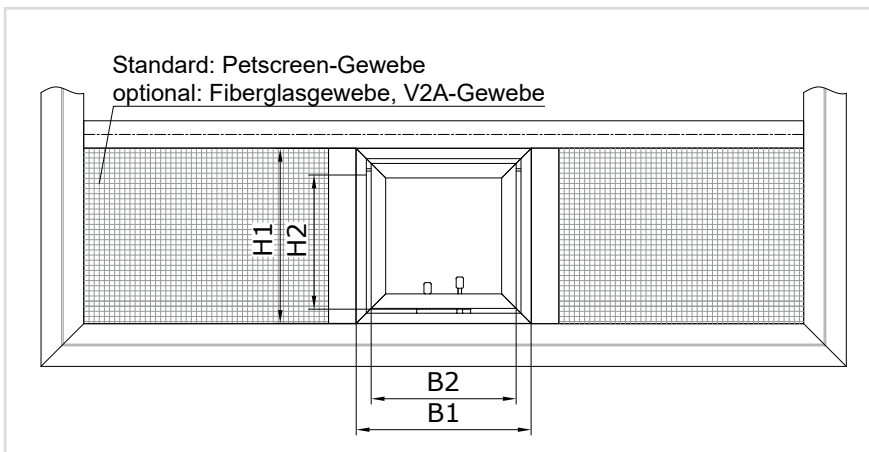 Standard: Petscreen-Gewebe
optional: Fiberglasgewebe, V2A-Gewebe
H1
H2
B2
B1